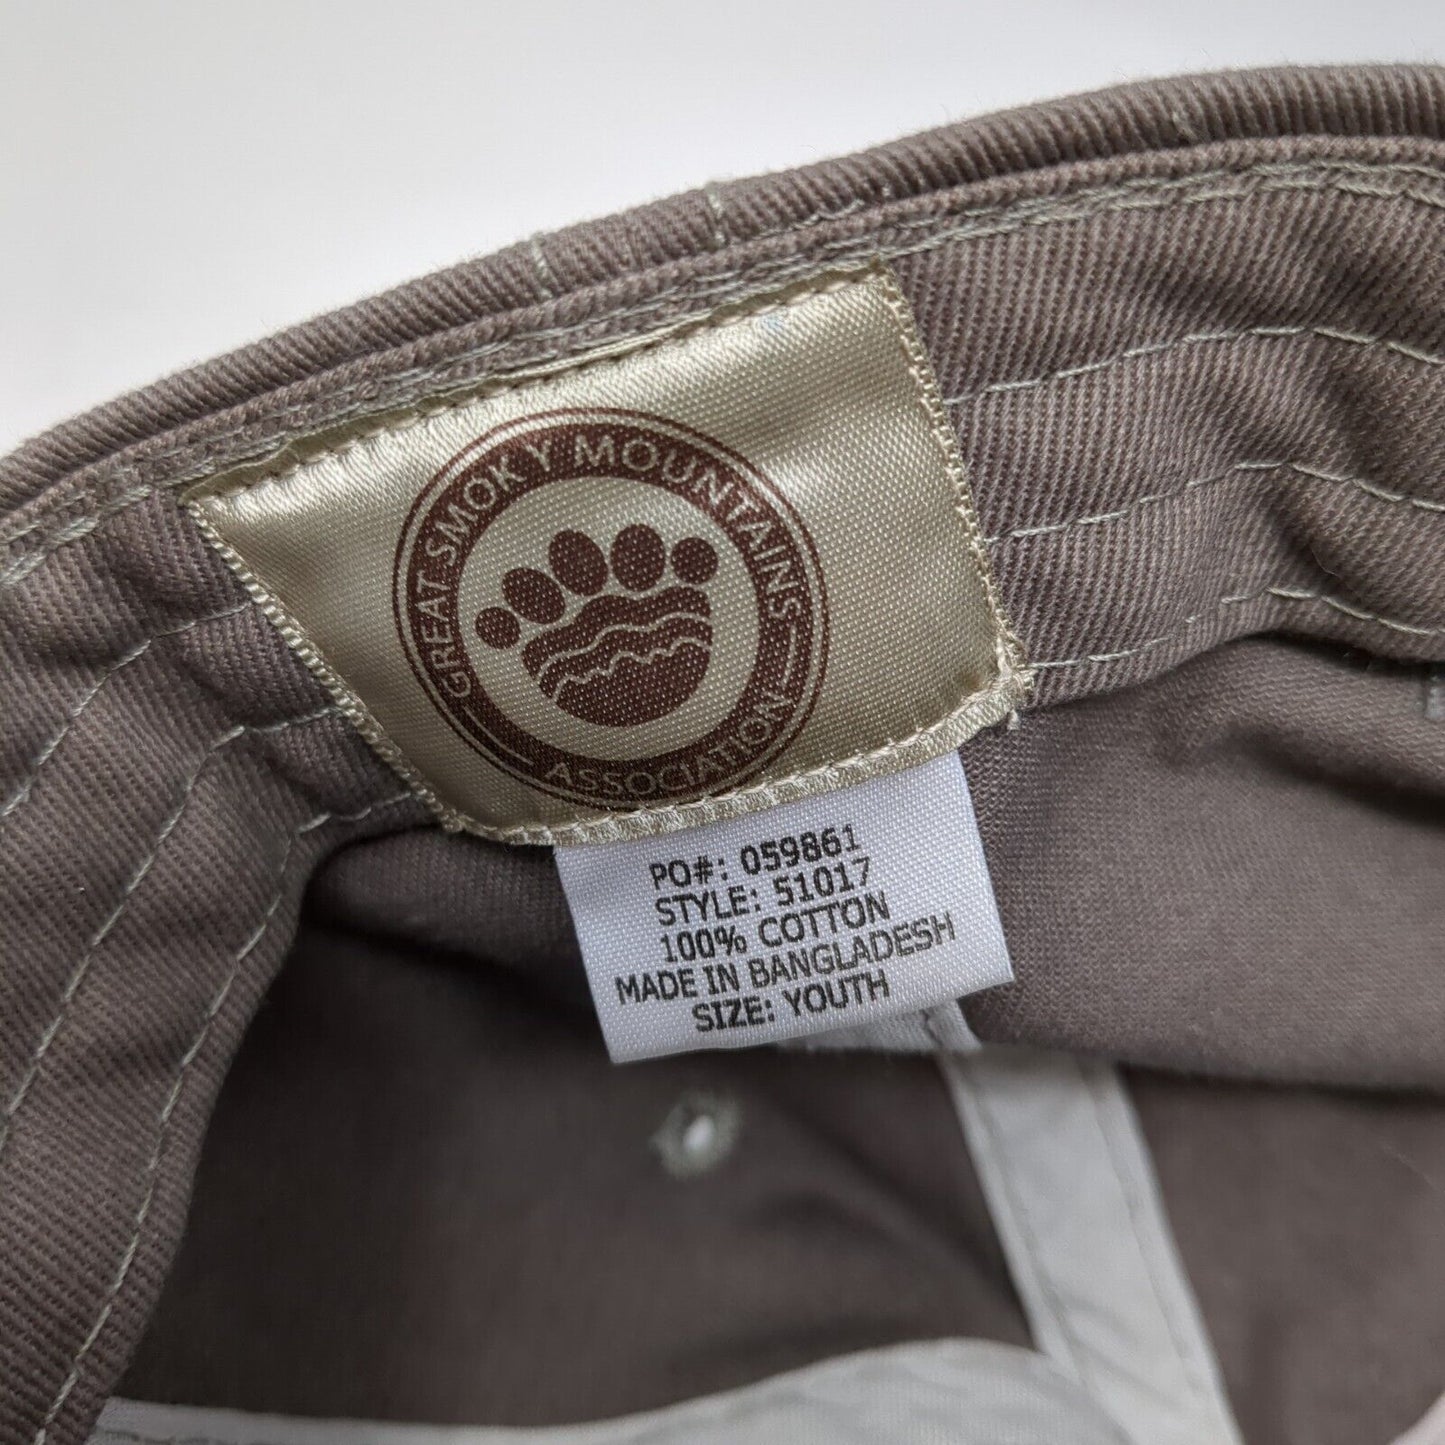 GREAT SMOKY MOUNTAINS
ASSOCIATION
PO#: 059861
STYLE: 51017
100% COTTON
MADE IN BANGLADESH
SIZE: YOUTH